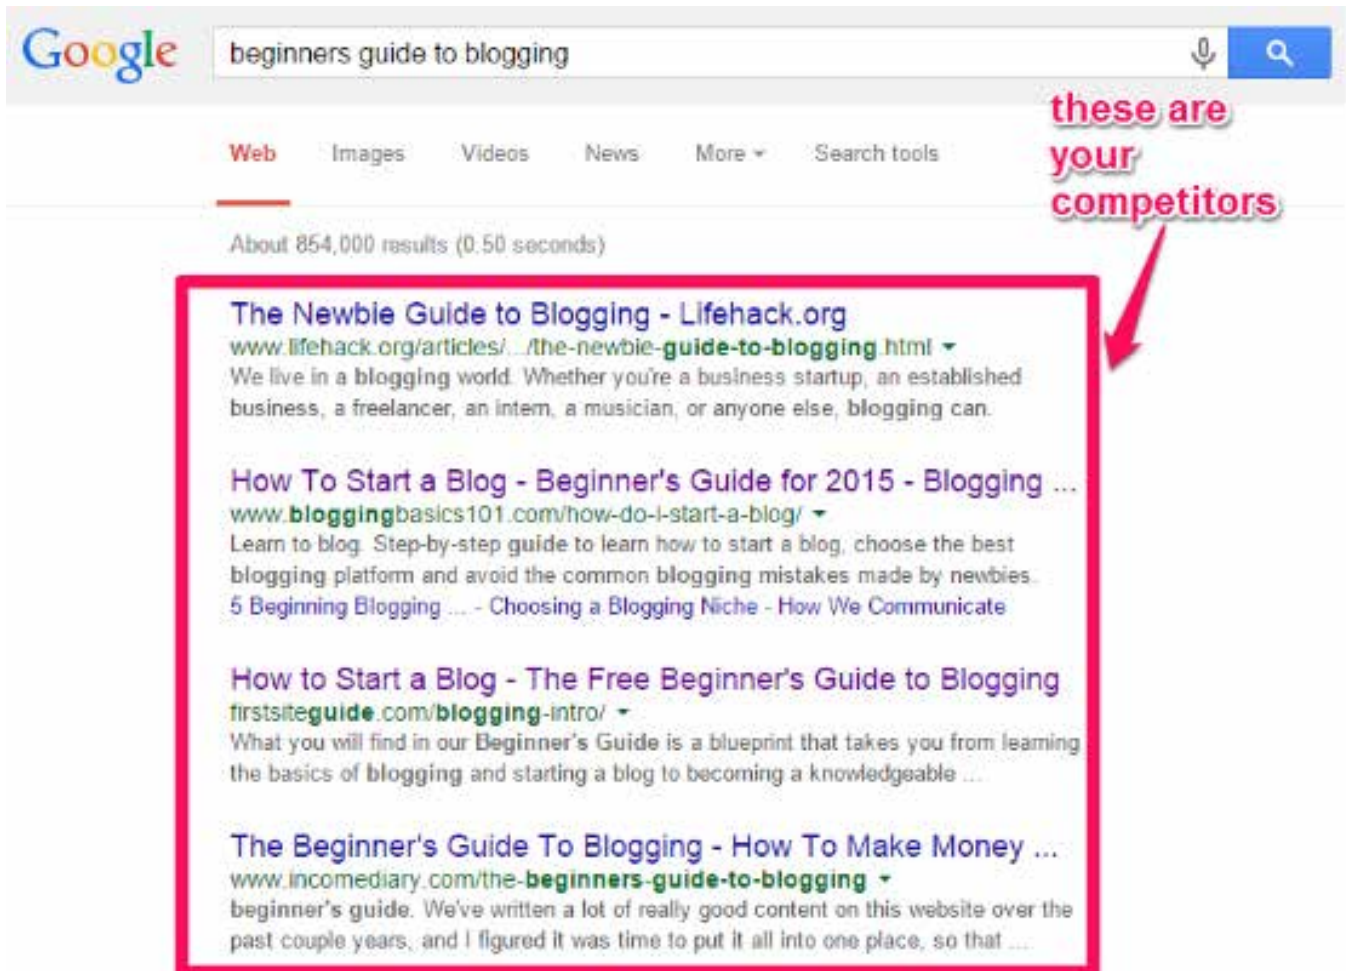 Google
beginners guide to blogging
these are
your
competitors
Web Images Videos News More Search tools
About 854,000 results (0.50 seconds)
The Newbie Guide to Blogging - Lifehack.org
www.lifehack.org/articles/.../the-newbie-guide-to-blogging.html
We live in a blogging world. Whether you're a business startup, an established
business, a freelancer, an intern, a musician, or anyone else, blogging can.
How To Start a Blog - Beginner's Guide for 2015 - Blogging ...
www.bloggingbasics101.com/how-do-i-start-a-blog/
Learn to blog. Step-by-step guide to learn how to start a blog, choose the best
blogging platform and avoid the common blogging mistakes made by newbies.
5 Beginning Blogging ... - Choosing a Blogging Niche - How We Communicate
How to Start a Blog - The Free Beginner's Guide to Blogging
firstsiteguide.com/blogging-intro/
What you will find in our Beginner's Guide is a blueprint that takes you from learning
the basics of blogging and starting a blog to becoming a knowledgeable ...
The Beginner's Guide To Blogging - How To Make Money ...
www.incomediary.com/the-beginners-guide-to-blogging
beginner's guide. We've written a lot of really good content on this website over the
past couple years, and I figured it was time to put it all into one place, so that ...